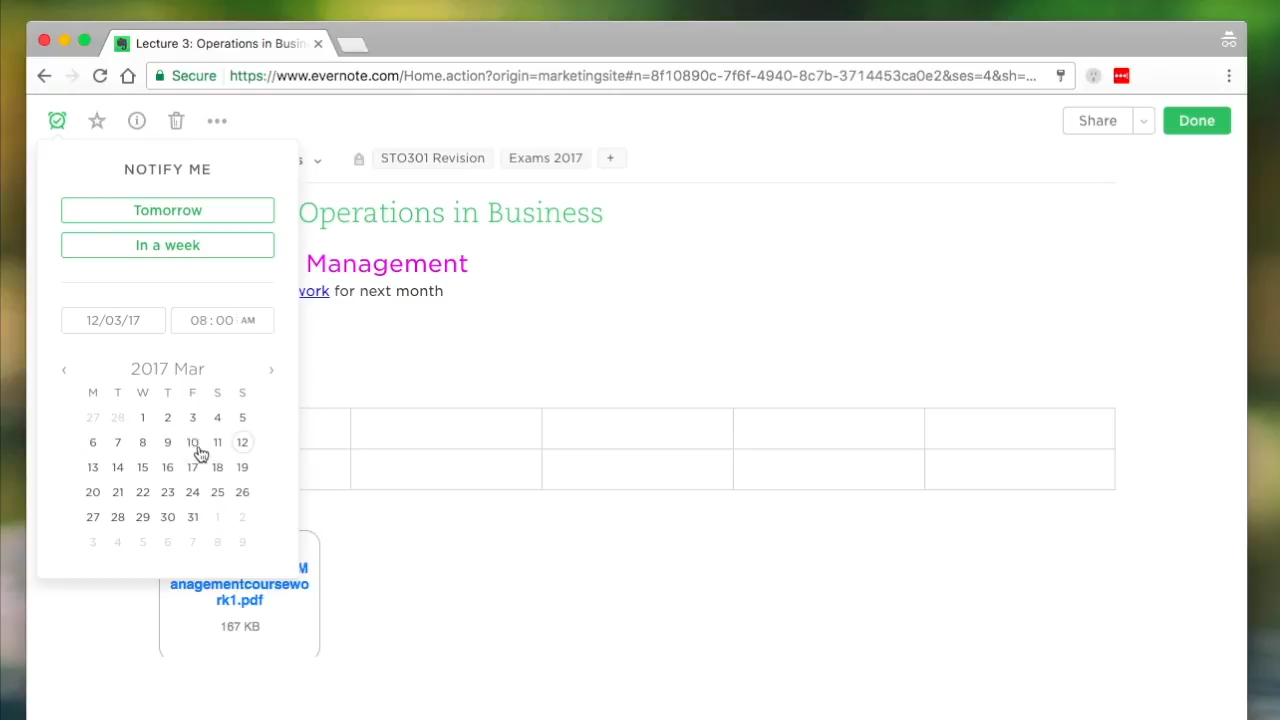 Lecture 3: Operations in Busin
Secure https://www.evernote.com/Home.action?origin=marketingsite#n=8f10890c-7f6f-4940-8c7b-3714453ca0e2&ses=4&sh=...
Share Done
NOTIFY ME
s STO301 Revision Exams 2017 +
Tomorrow
In a week
Operations in Business
Management
work for next month
12/03/17 08:00 AM
2017 Mar
M T W T F S S
27 28 1 2 3 4 5
6 7 8 9 10 11 12
13 14 15 16 17 18 19
20 21 22 23 24 25 26
27 28 29 30 31 1 2
3 4 5 6 7 8 9
M
anagementcoursewo
rk1.pdf
167 KB